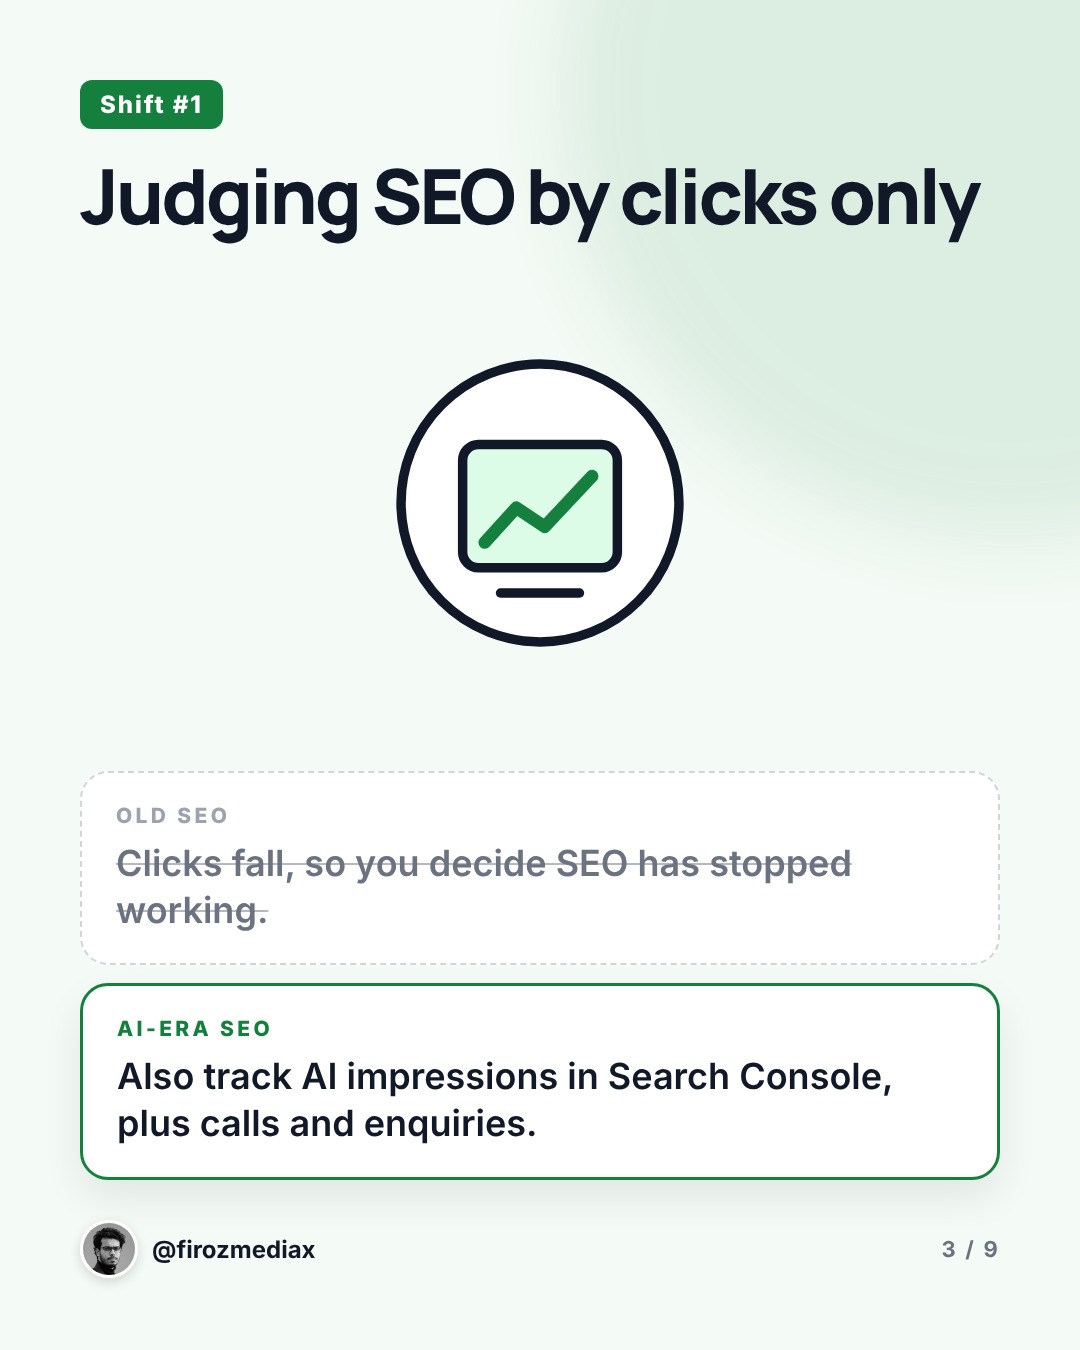 Shift #1
Judging SEO by clicks only
OLD SEO
Clicks fall, so you decide SEO has stopped
working.
AI-ERA SEO
Also track AI impressions in Search Console,
plus calls and enquiries.
@firozmediax
3 / 9